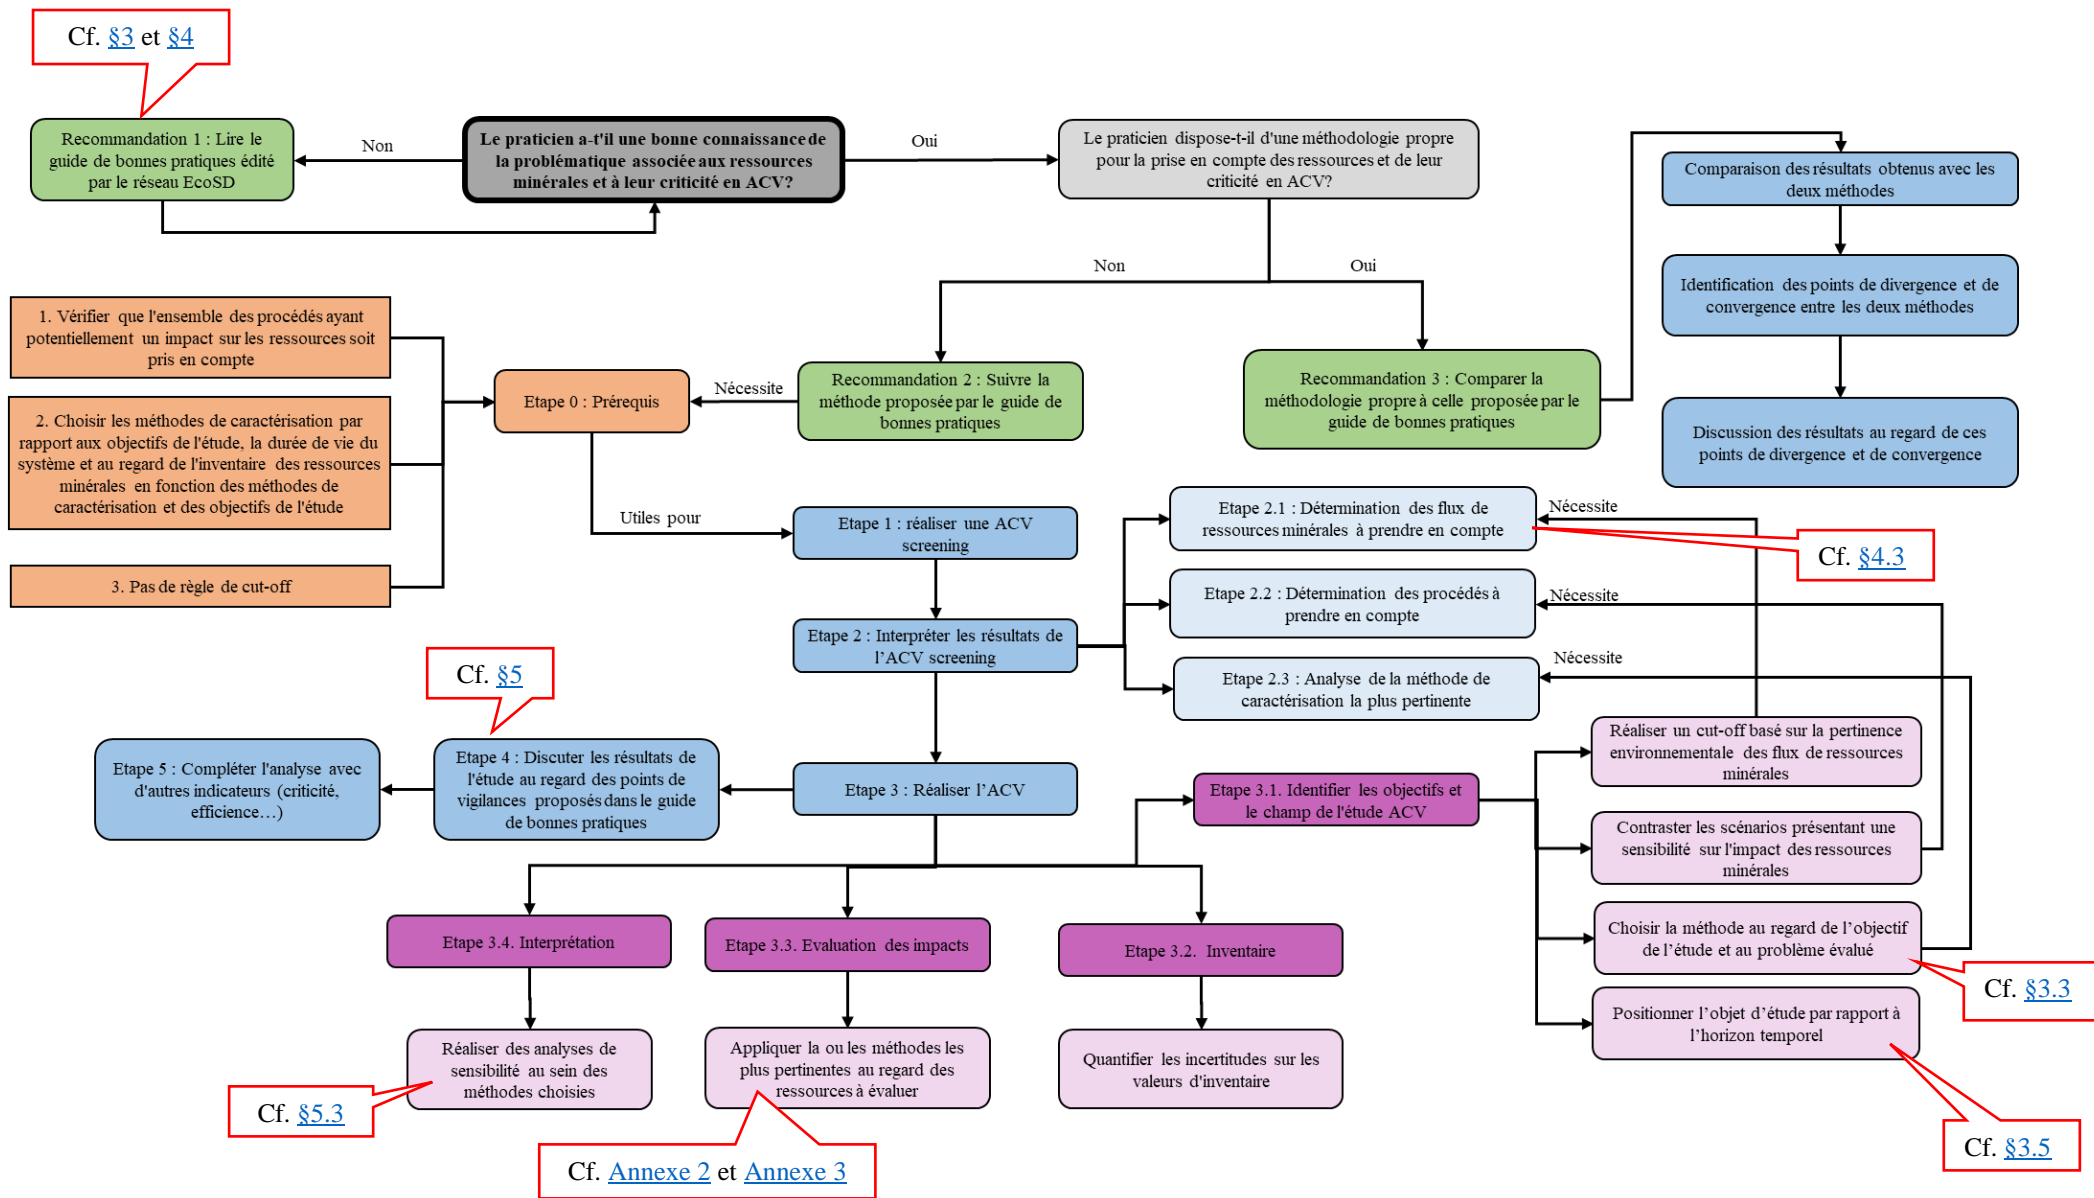 Cf. §3 et §4
Recommandation 1 : Lire le
guide de bonnes pratiques édité
par le réseau EcoSD
Non
Le praticien a-t'il une bonne connaissance de
la problématique associée aux ressources
minérales et à leur criticité en ACV?
Oui
Le praticien dispose-t-il d'une méthodologie propre
pour la prise en compte des ressources et de leur
criticité en ACV?
Comparaison des résultats obtenus avec les
deux méthodes
Non
Oui
Identification des points de divergence et de
convergence entre les deux méthodes
1. Vérifier que l'ensemble des procédés ayant
potentiellement un impact sur les ressources soit
pris en compte
Etape 0 : Prérequis
Nécessite
Recommandation 2 : Suivre la
méthode proposée par le guide de
bonnes pratiques
Recommandation 3 : Comparer la
méthodologie propre à celle proposée par le
guide de bonnes pratiques
2. Choisir les méthodes de caractérisation par
rapport aux objectifs de l'étude, la durée de vie du
système et au regard de l'inventaire des ressources
minérales en fonction des méthodes de
caractérisation et des objectifs de l'étude
Discussion des résultats au regard de ces
points de divergence et de convergence
3. Pas de règle de cut-off
Utiles pour
Etape 1 : réaliser une ACV
screening
Etape 2.1 : Détermination des flux de
ressources minérales à prendre en compte
Nécessite
Cf. §4.3
Etape 2 : Interpréter les résultats de
l’ACV screening
Etape 2.2 : Détermination des procédés à
prendre en compte
Nécessite
Etape 2.3 : Analyse de la méthode de
caractérisation la plus pertinente
Nécessite
Cf. §5
Etape 5 : Compléter l'analyse avec
d'autres indicateurs (criticité,
efficience…)
Etape 4 : Discuter les résultats de
l'étude au regard des points de
vigilances proposés dans le guide
de bonnes pratiques
Etape 3 : Réaliser l’ACV
Etape 3.1. Identifier les objectifs et
le champ de l'étude ACV
Réaliser un cut-off basé sur la pertinence
environnementale des flux de ressources
minérales
Contraster les scénarios présentant une
sensibilité sur l'impact des ressources
minérales
Choisir la méthode au regard de l’objectif
de l’étude et au problème évalué
Cf. §3.3
Positionner l’objet d’étude par rapport à
l’horizon temporel
Cf. §3.5
Etape 3.4. Interprétation
Etape 3.3. Evaluation des impacts
Etape 3.2. Inventaire
Réaliser des analyses de
sensibilité au sein des
méthodes choisies
Cf. §5.3
Appliquer la ou les méthodes les
plus pertinentes au regard des
ressources à évaluer
Cf. Annexe 2 et Annexe 3
Quantifier les incertitudes sur les
valeurs d'inventaire